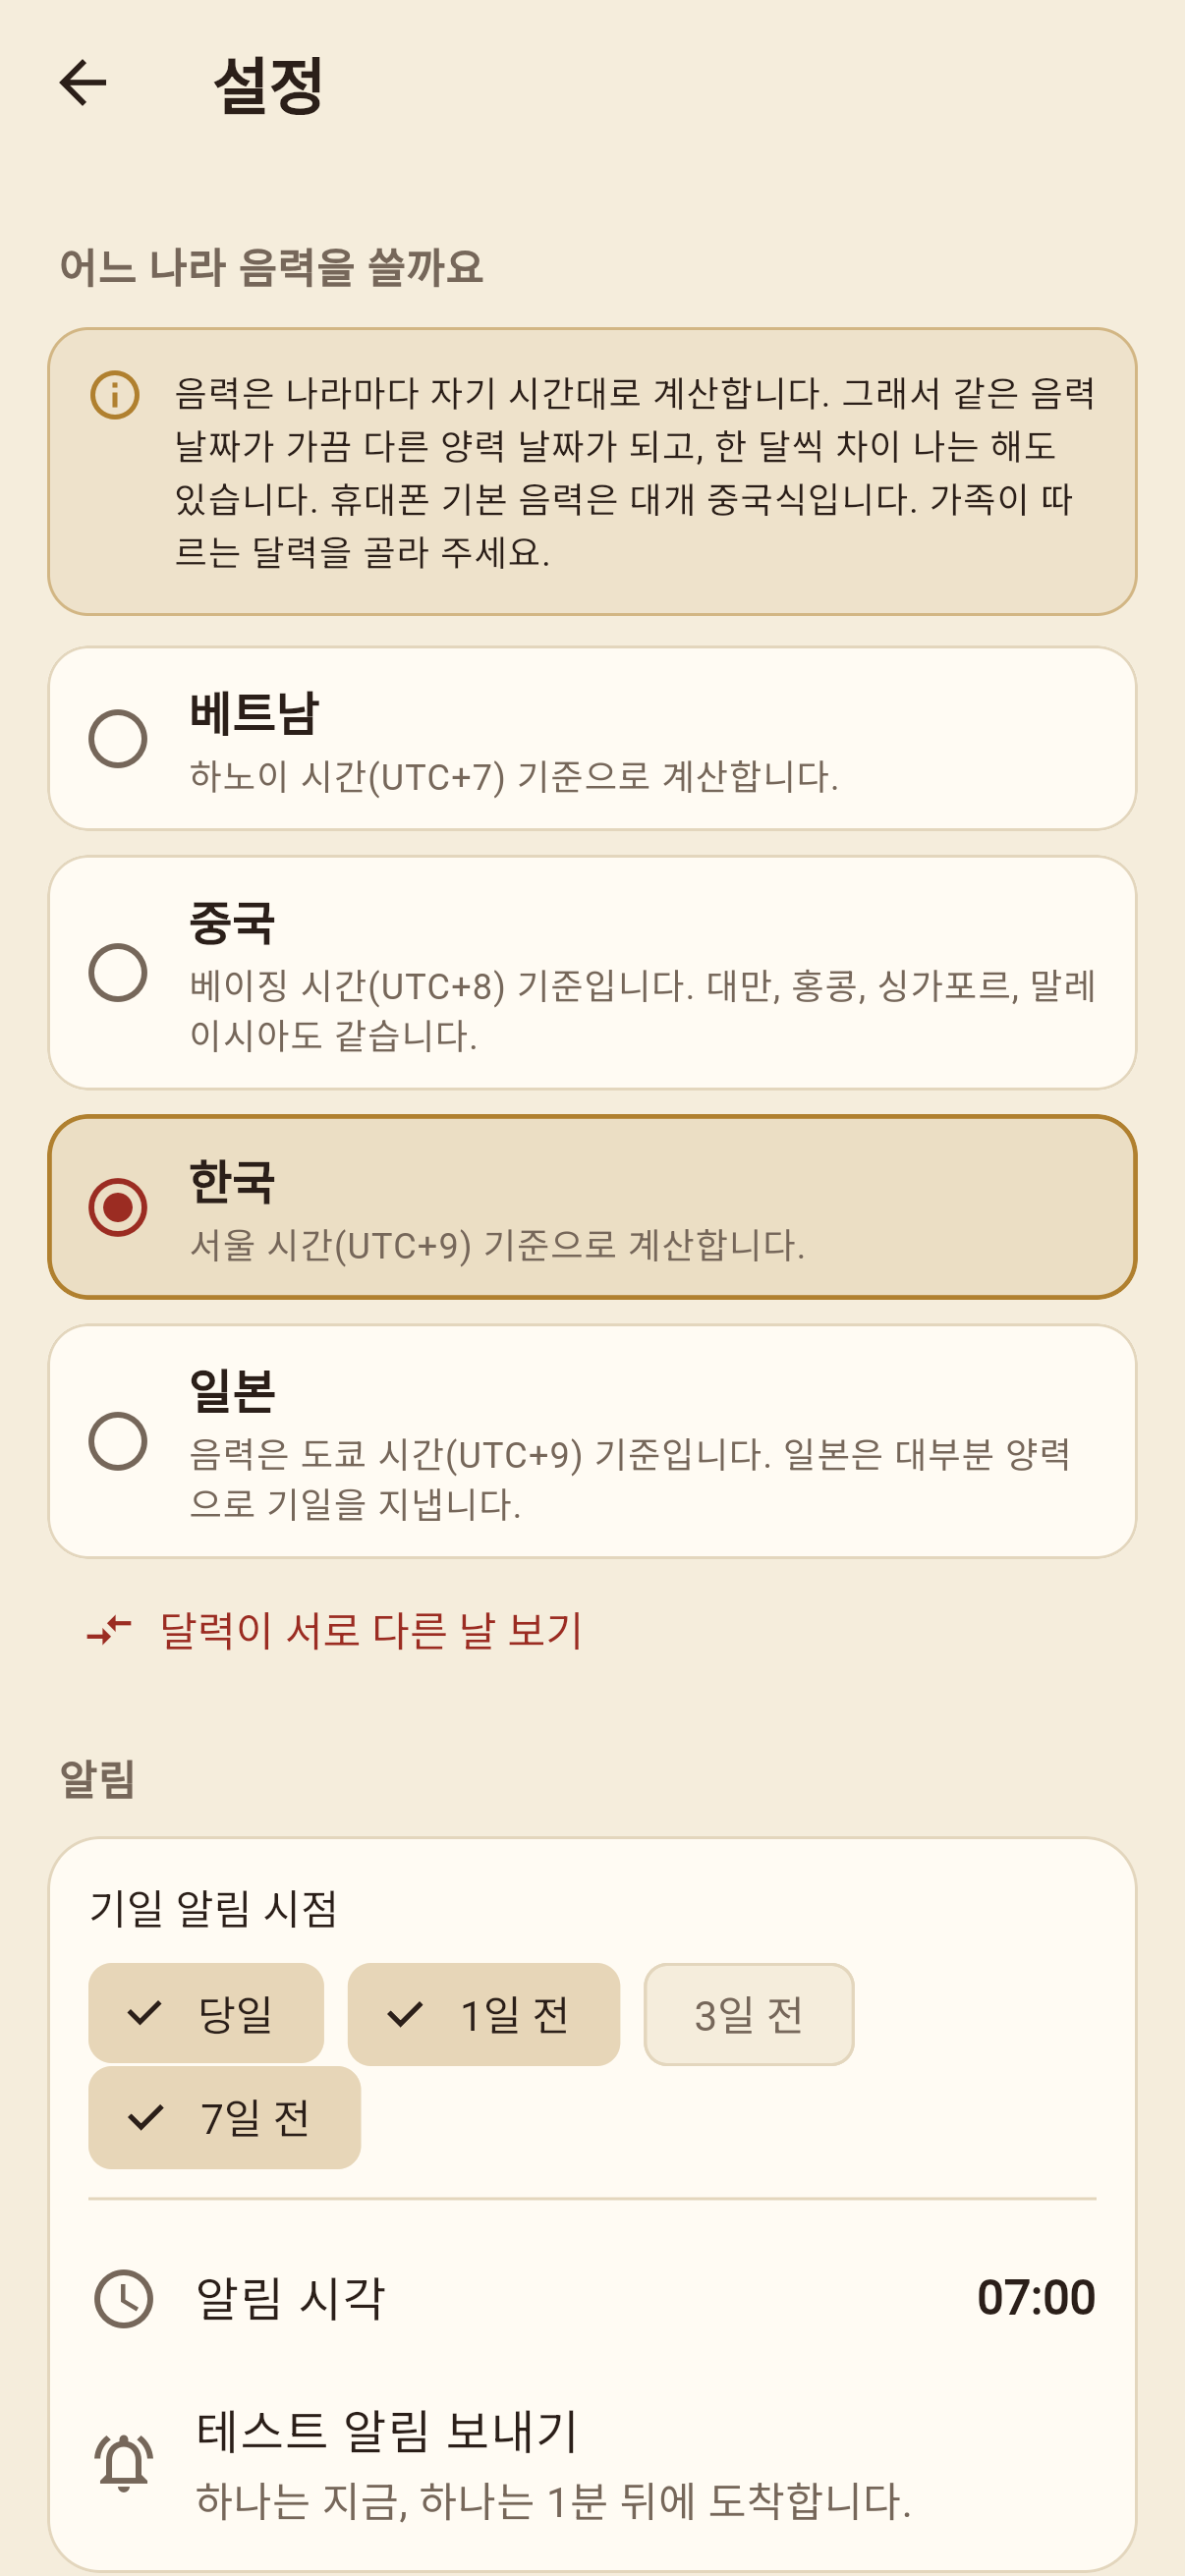 설정
어느 나라 음력을 쓸까요
음력은 나라마다 자기 시간대로 계산합니다. 그래서 같은 음력
날짜가 가끔 다른 양력 날짜가 되고, 한 달씩 차이 나는 해도
있습니다. 휴대폰 기본 음력은 대개 중국식입니다. 가족이 따
르는 달력을 골라 주세요.
베트남
하노이 시간(UTC+7) 기준으로 계산합니다.
중국
베이징 시간(UTC+8) 기준입니다. 대만, 홍콩, 싱가포르, 말레
이시아도 같습니다.
한국
서울 시간(UTC+9) 기준으로 계산합니다.
일본
음력은 도쿄 시간(UTC+9) 기준입니다. 일본은 대부분 양력
으로 기일을 지냅니다.
달력이 서로 다른 날 보기
알림
기일 알림 시점
당일 1일 전 3일 전
7일 전
알림 시각 07:00
테스트 알림 보내기
하나는 지금, 하나는 1분 뒤에 도착합니다.